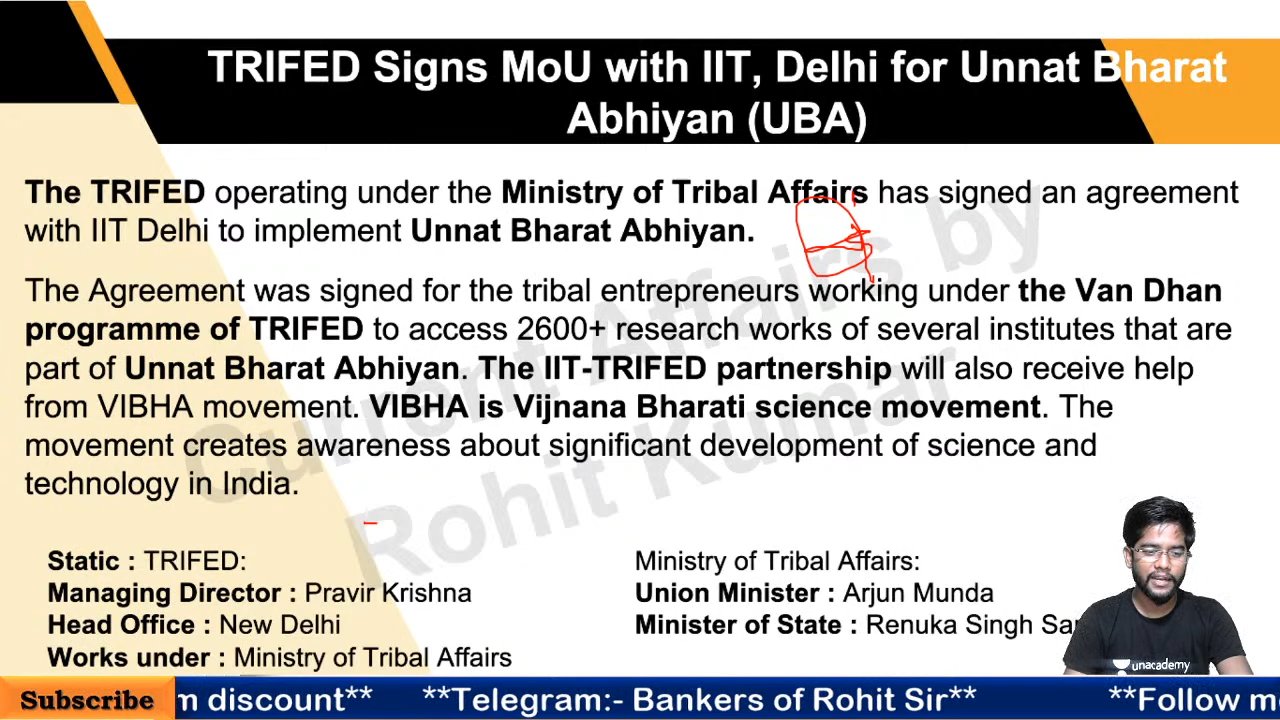 TRIFED Signs MoU with IIT, Delhi for Unnat Bharat
Abhiyan (UBA)
The TRIFED operating under the Ministry of Tribal Affairs has signed an agreement
with IIT Delhi to implement Unnat Bharat Abhiyan.
The Agreement was signed for the tribal entrepreneurs working under the Van Dhan
programme of TRIFED to access 2600+ research works of several institutes that are
part of Unnat Bharat Abhiyan. The IIT-TRIFED partnership will also receive help
from VIBHA movement. VIBHA is Vijnana Bharati science movement. The
movement creates awareness about significant development of science and
technology in India.
Current Affairs by
Rohit Kumar
Static : TRIFED:
Managing Director : Pravir Krishna
Head Office : New Delhi
Works under : Ministry of Tribal Affairs
Ministry of Tribal Affairs:
Union Minister : Arjun Munda
Minister of State : Renuka Singh
unacademy
Subscribe
m discount** **Telegram:- Bankers of Rohit Sir** **Follow m